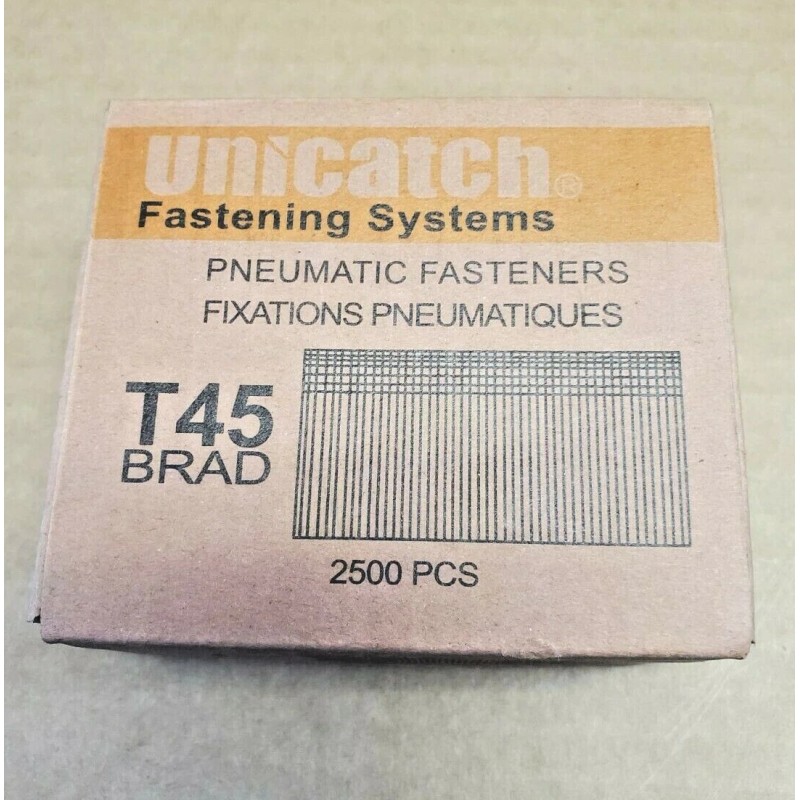 unicatch®
Fastening Systems
PNEUMATIC FASTENERS
FIXATIONS PNEUMATIQUES
T45
BRAD
2500 PCS